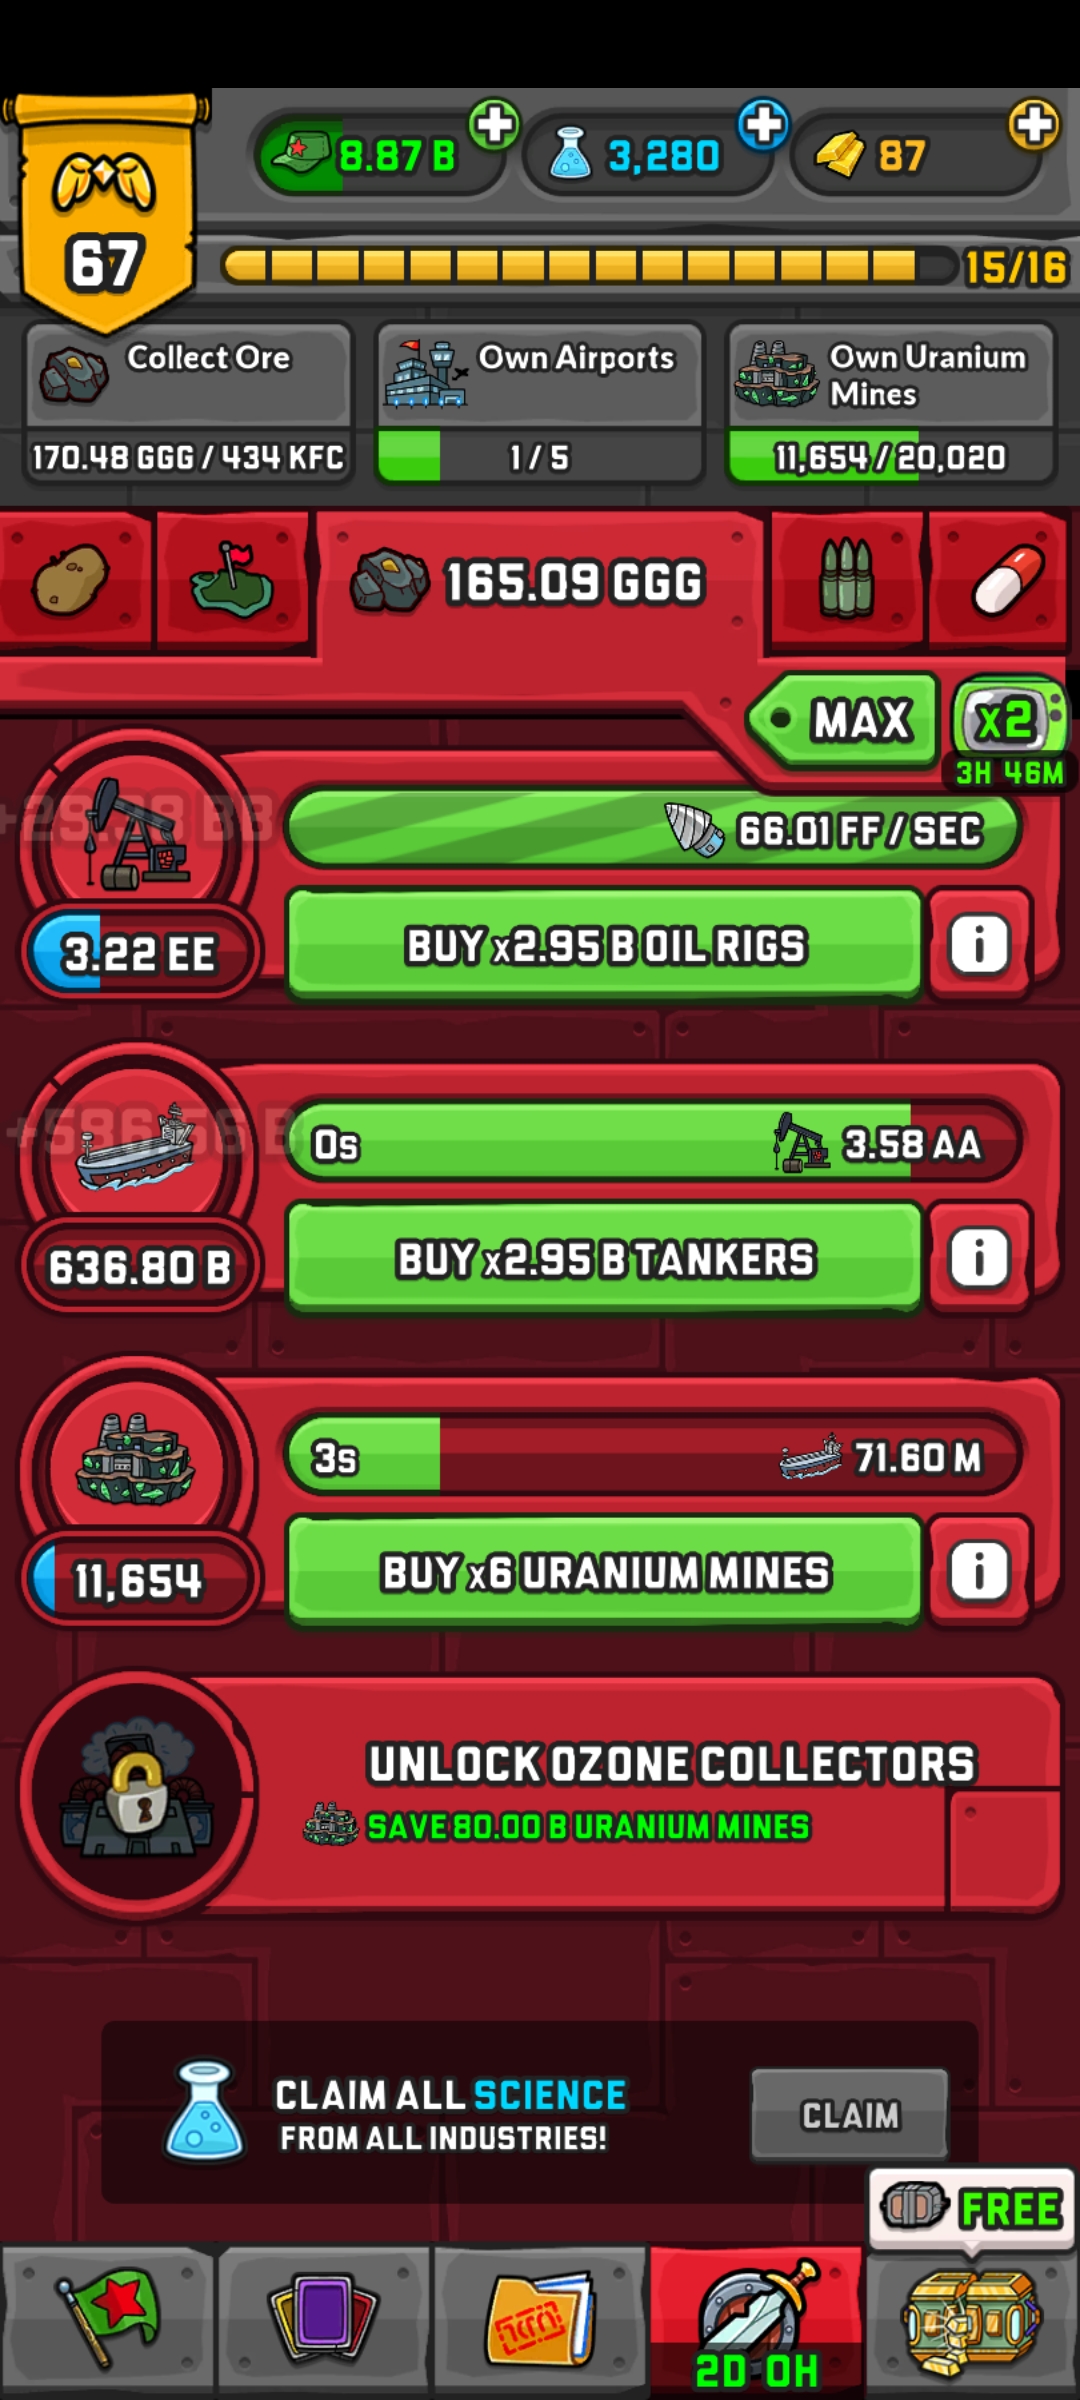 8.87 B
3,280
87
67
15/16
Collect Ore
170.48 GGG / 434 KFC
Own Airports
1 / 5
Own Uranium
Mines
11,654 / 20,020
165.09 GGG
MAX
x2
3H 46M
66.01 FF / SEC
3.22 EE
BUY x2.95 B OIL RIGS
i
+586.56 B
0s
3.58 AA
636.80 B
BUY x2.95 B TANKERS
i
3s
71.60 M
11,654
BUY x6 URANIUM MINES
i
UNLOCK OZONE COLLECTORS
SAVE 80.00 B URANIUM MINES
CLAIM ALL SCIENCE
FROM ALL INDUSTRIES!
CLAIM
FREE
2D 0H